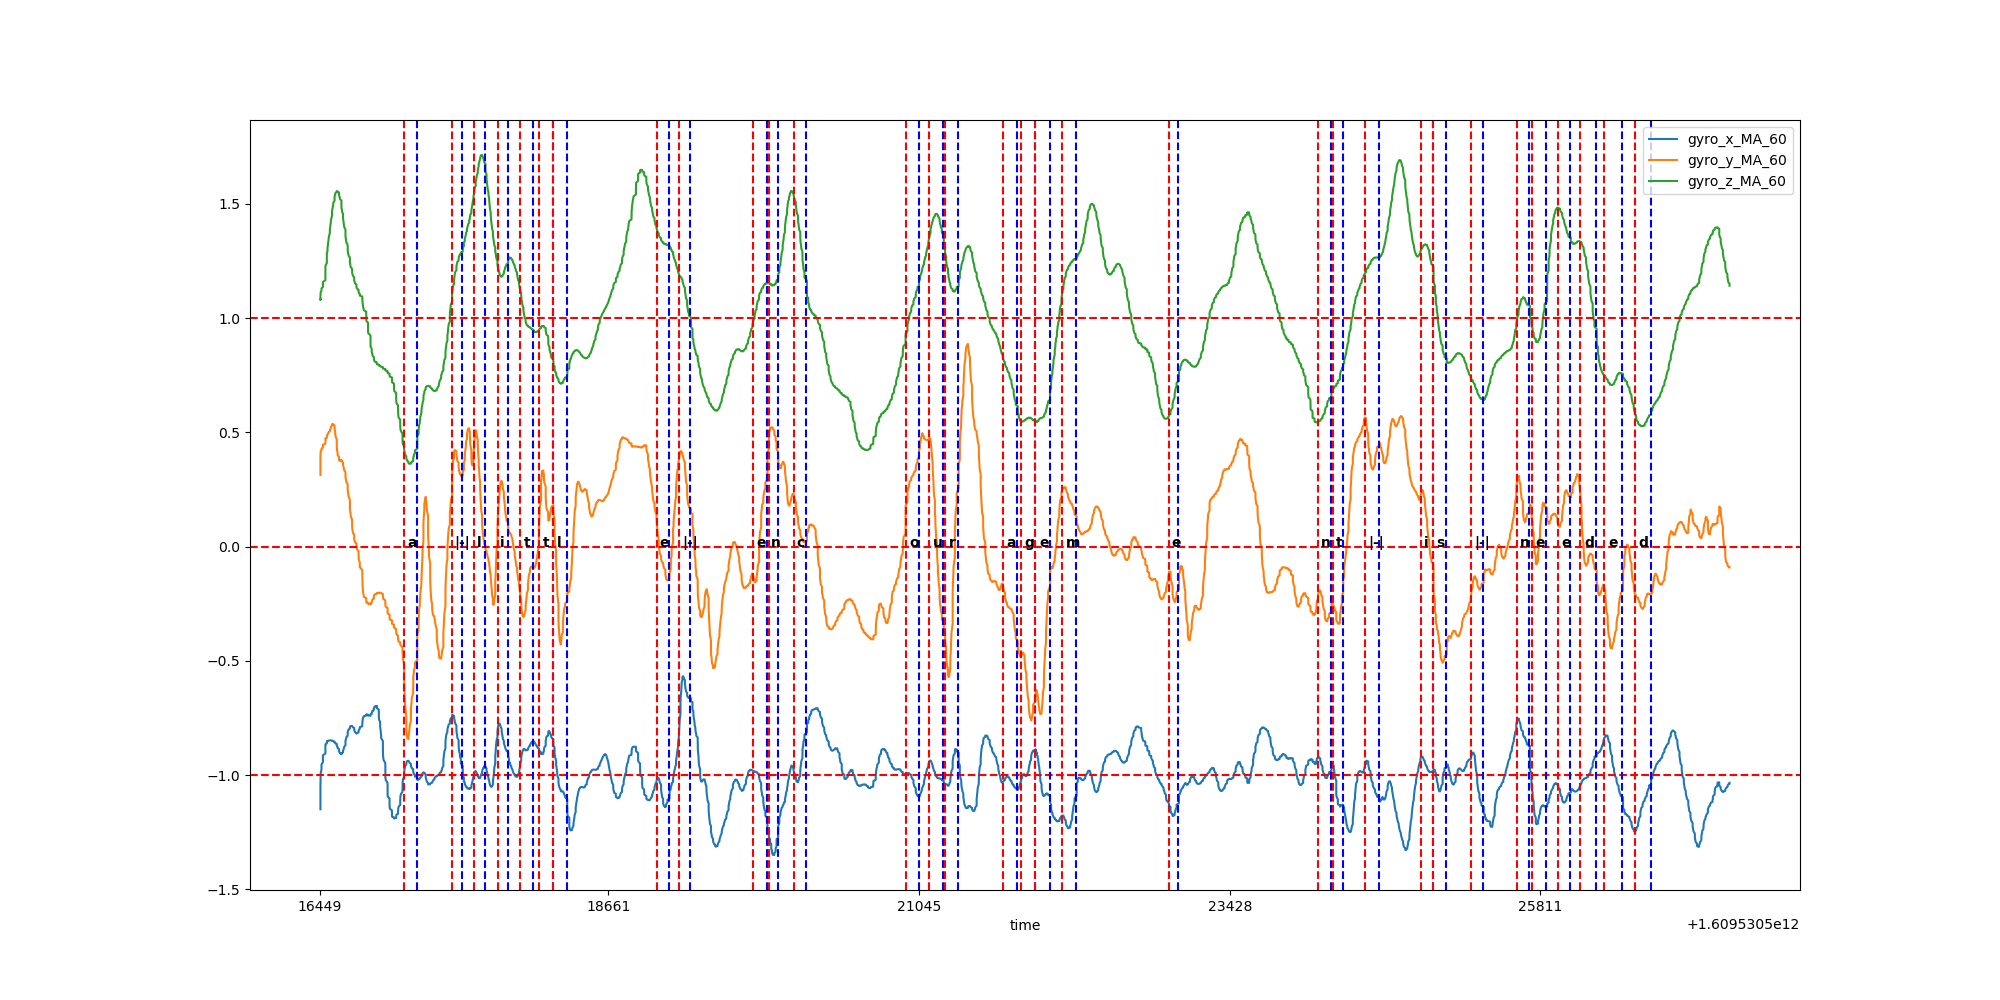 gyro_x_MA_60
gyro_y_MA_60
gyro_z_MA_60
1.5
1.0
0.5
0.0
−0.5
−1.0
−1.5
a |-| l i t t l e |-| e n c o u r a g e m e n t |-| i s |-| n e e d e d
16449 18661 21045 23428 25811
time
+1.6095305e12